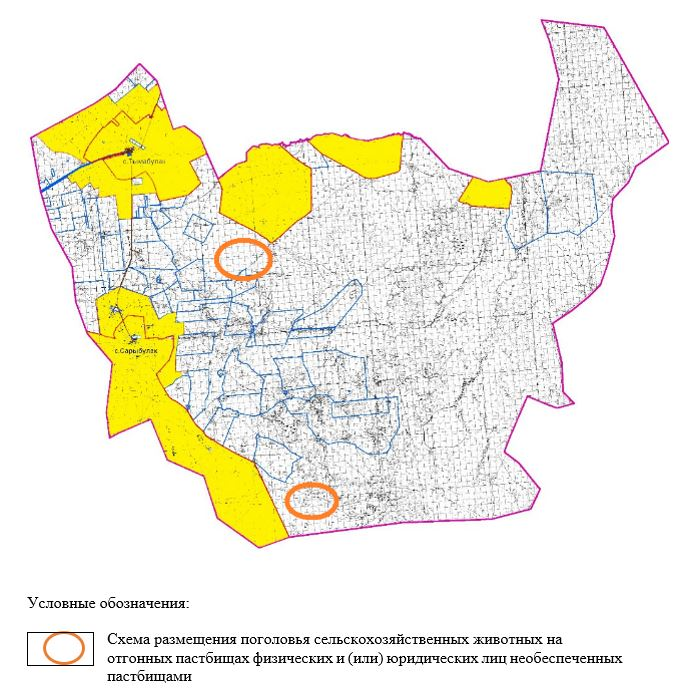 с.Тымабулак
с.Сарыбулак
Условные обозначения:
Схема размещения поголовья сельскохозяйственных животных на
отгонных пастбищах физических и (или) юридических лиц необеспеченных
пастбищами